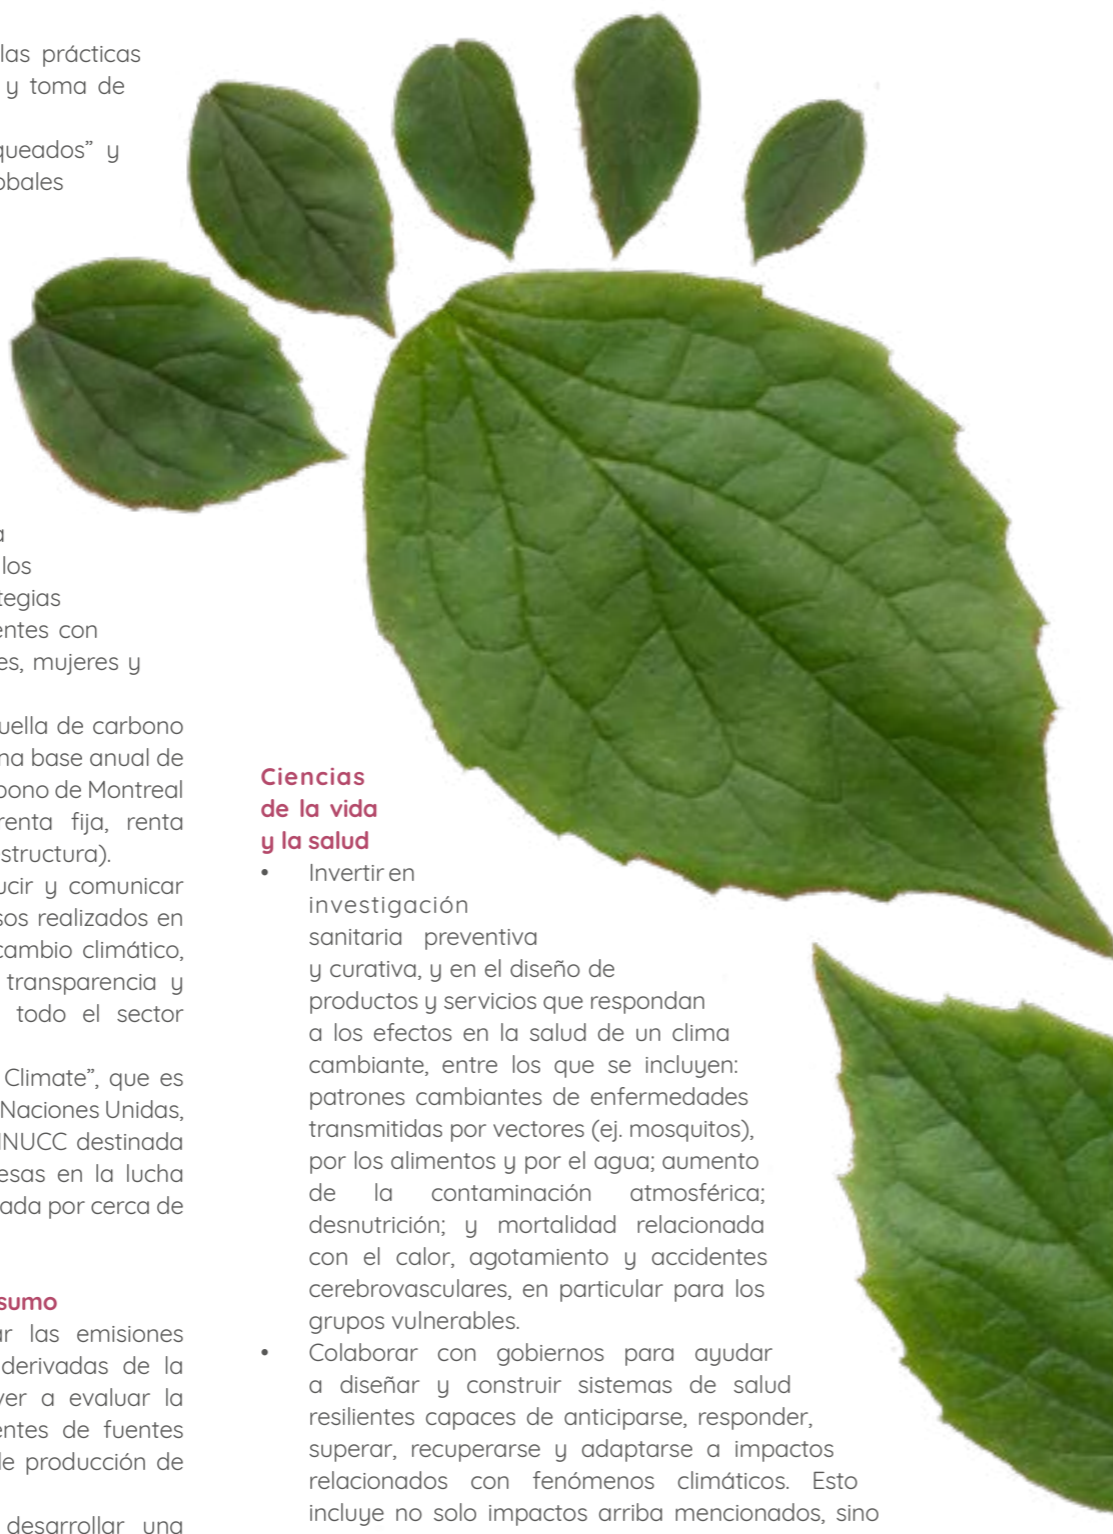 las prácticas
y toma de
queados” y
obales
a
los
tegias
entes con
es, mujeres y
uella de carbono
na base anual de
bono de Montreal
renta fija, renta
structura).
ucir y comunicar
sos realizados en
cambio climático,
transparencia y
todo el sector
Climate”, que es
Naciones Unidas,
NUCC destinada
esas en la lucha
ada por cerca de
sumo
ar las emisiones
derivadas de la
ver a evaluar la
entes de fuentes
de producción de
desarrollar una
Ciencias
de la vida
y la salud
• Invertir en
investigación
sanitaria preventiva
y curativa, y en el diseño de
productos y servicios que respondan
a los efectos en la salud de un clima
cambiante, entre los que se incluyen:
patrones cambiantes de enfermedades
transmitidas por vectores (ej. mosquitos),
por los alimentos y por el agua; aumento
de la contaminación atmosférica;
desnutrición; y mortalidad relacionada
con el calor, agotamiento y accidentes
cerebrovasculares, en particular para los
grupos vulnerables.
• Colaborar con gobiernos para ayudar
a diseñar y construir sistemas de salud
resilientes capaces de anticiparse, responder,
superar, recuperarse y adaptarse a impactos
relacionados con fenómenos climáticos. Esto
incluye no solo impactos arriba mencionados, sino